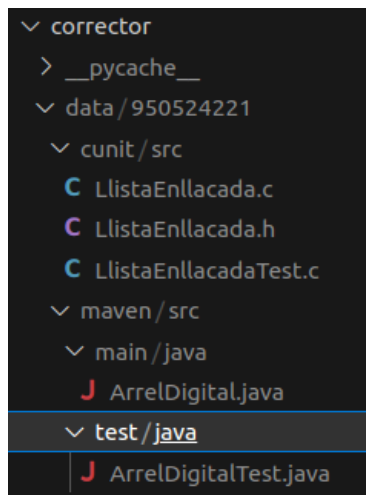 corrector
__pycache__
data/950524221
cunit/src
C LlistaEnllacada.c
C LlistaEnllacada.h
C LlistaEnllacadaTest.c
maven/src
main/java
J ArrelDigital.java
test/java
J ArrelDigitalTest.java